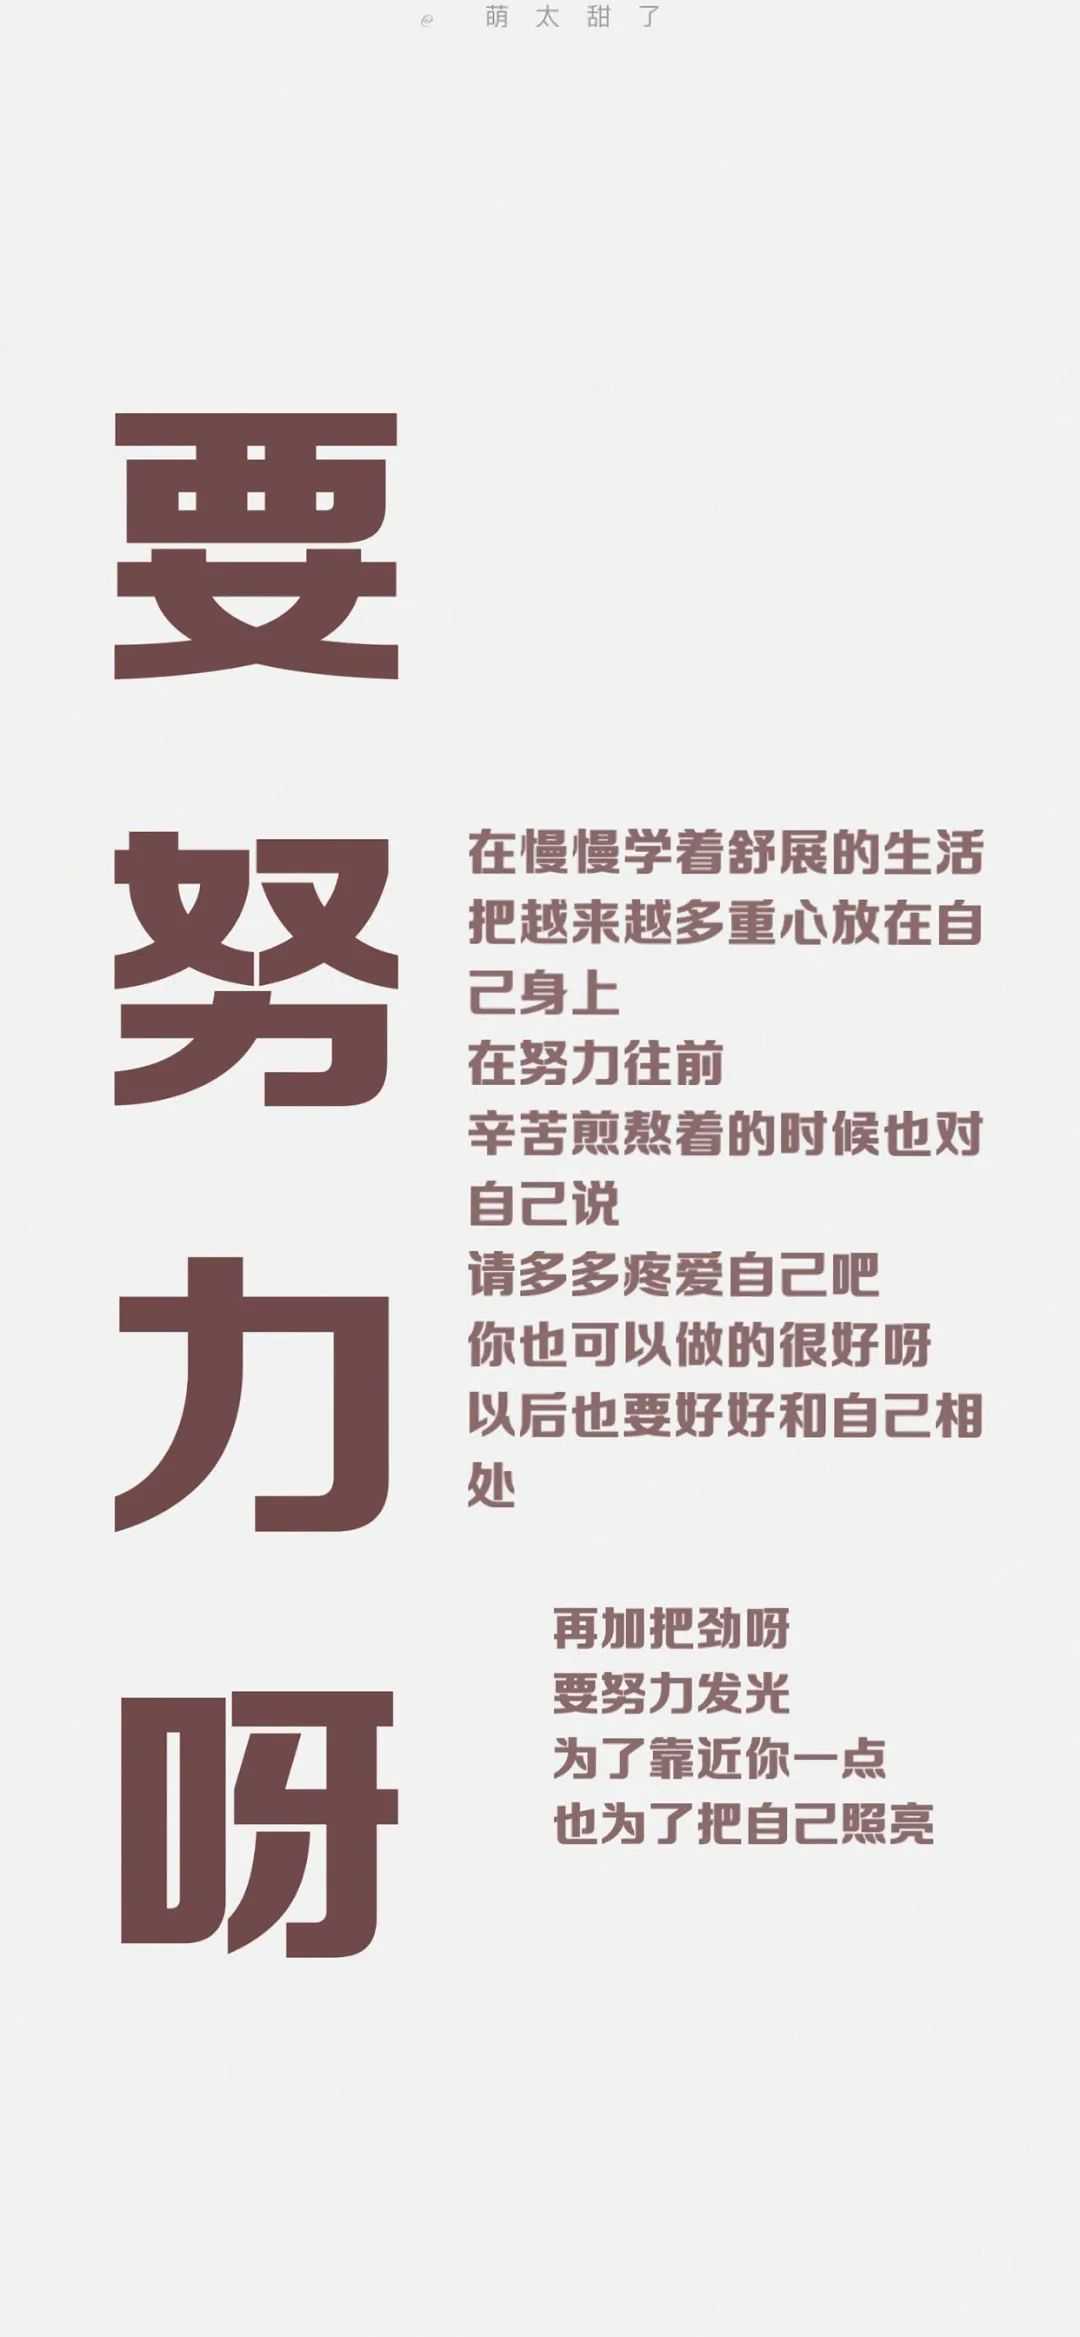 @ 萌太甜了
要努力呀
在慢慢学着舒展的生活
把越来越多重心放在自
己身上
在努力往前
辛苦煎熬着的时候也对
自己说
请多多疼爱自己吧
你也可以做的很好呀
以后也要好好和自己相
处
再加把劲呀
要努力发光
为了靠近你一点
也为了把自己照亮